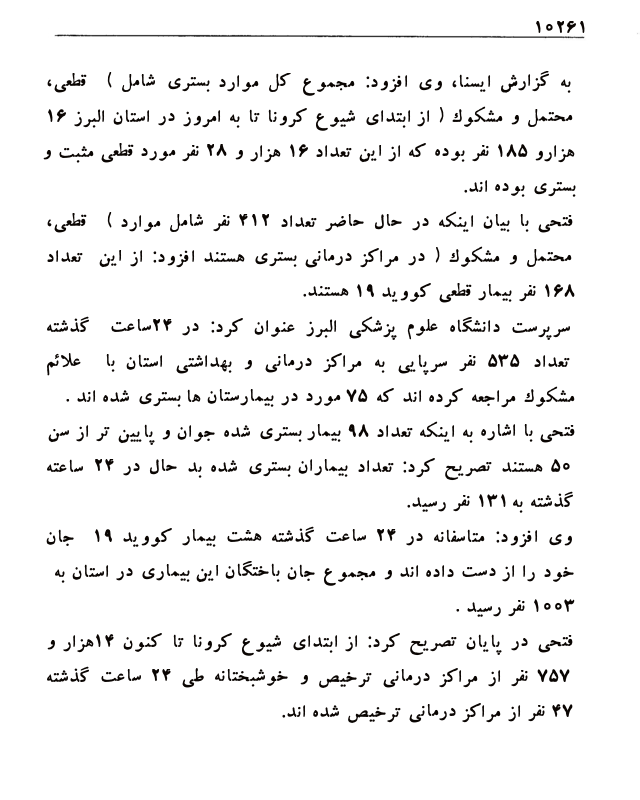 ۱۰۲۶۱
به گزارش ایسنا، وی افزود: مجموع کل موارد بستری شامل ) قطعی،
محتمل و مشکوك ( از ابتدای شیوع کرونا تا به امروز در استان البرز ۱۶
هزارو ۱۸۵ نفر بوده که از این تعداد ۱۶ هزار و ۲۸ نفر مورد قطعی مثبت و
بستری بوده اند.
فتحی با بیان اینکه در حال حاضر تعداد ۴۱۲ نفر شامل موارد ) قطعی،
محتمل و مشکوك ( در مراکز درمانی بستری هستند افزود: از این تعداد
۱۶۸ نفر بیمار قطعی کووید ۱۹ هستند.
سرپرست دانشگاه علوم پزشکی البرز عنوان کرد: در ۲۴ساعت گذشته
تعداد ۵۳۵ نفر سرپایی به مراکز درمانی و بهداشتی استان با علائم
مشکوك مراجعه کرده اند که ۷۵ مورد در بیمارستان ها بستری شده اند .
فتحی با اشاره به اینکه تعداد ۹۸ بیمار بستری شده جوان و پایین تر از سن
۵۰ هستند تصریح کرد: تعداد بیماران بستری شده بد حال در ۲۴ ساعته
گذشته به ۱۳۱ نفر رسید.
وی افزود: متاسفانه در ۲۴ ساعت گذشته هشت بیمار کووید ۱۹ جان
خود را از دست داده اند و مجموع جان باختگان این بیماری در استان به
۱۰۰۳ نفر رسید .
فتحی در پایان تصریح کرد: از ابتدای شیوع کرونا تا کنون ۱۴هزار و
۷۵۷ نفر از مراکز درمانی ترخیص و خوشبختانه طی ۲۴ ساعت گذشته
۴۷ نفر از مراکز درمانی ترخیص شده اند.